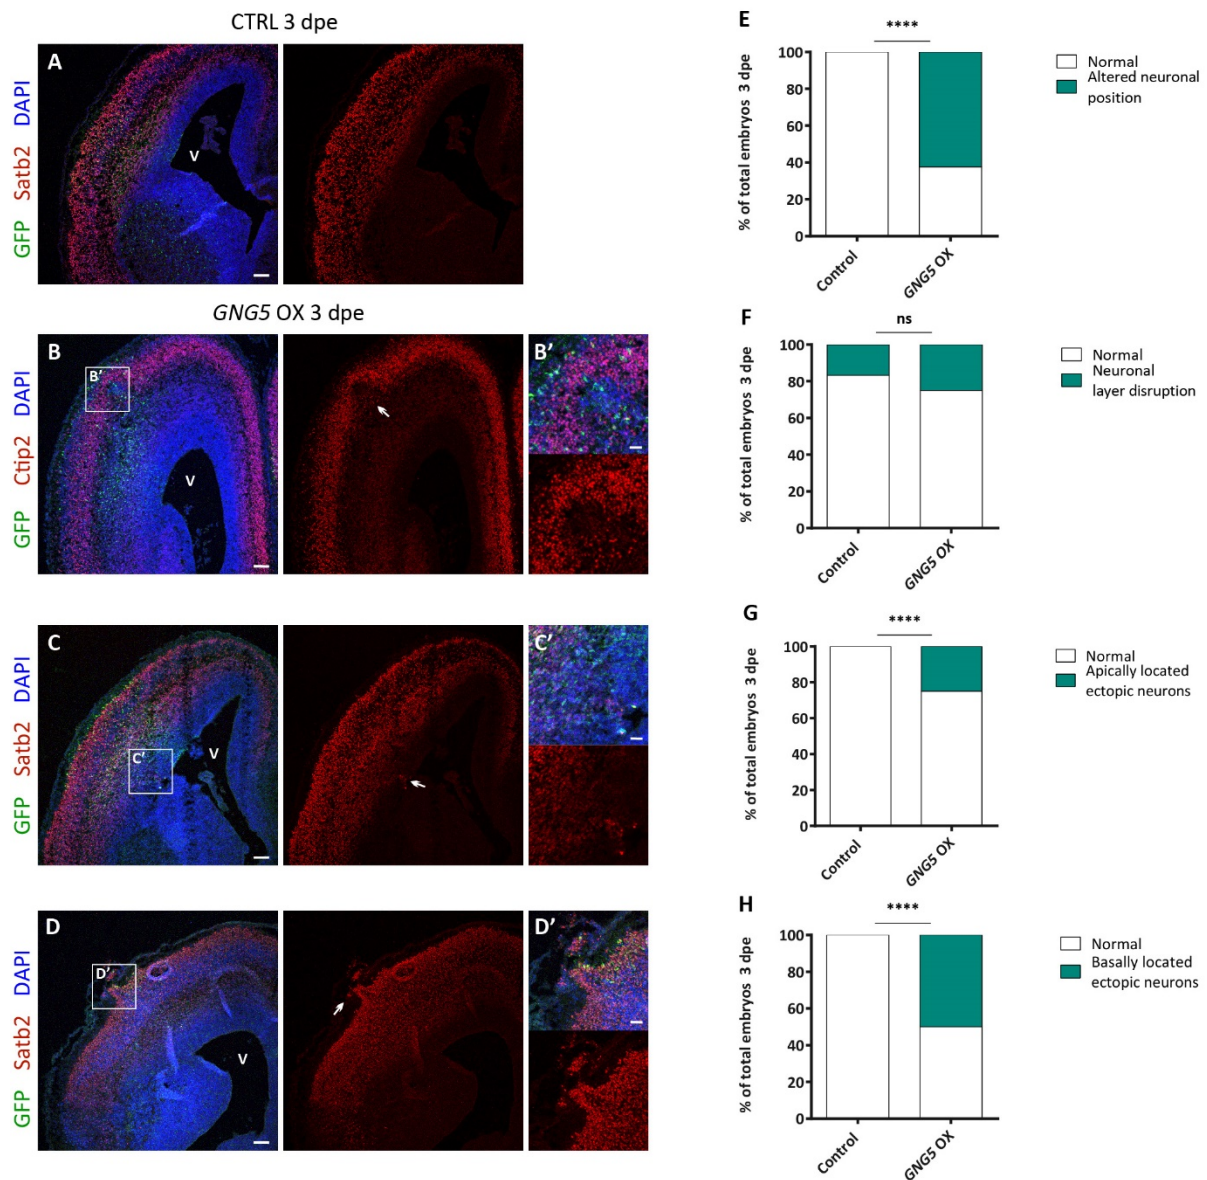 CTRL 3 dpe
A
GFP Satb2 DAPI
V
GNG5 OX 3 dpe
B
B'
B'
GFP Ctip2 DAPI
V
C
C'
C'
GFP Satb2 DAPI
V
D
D'
D'
GFP Satb2 DAPI
V
E
****
% of total embryos 3 dpe
100
80
60
40
20
0
Control
GNG5 OX
Normal
Altered neuronal
position
F
ns
% of total embryos 3 dpe
100
80
60
40
20
0
Control
GNG5 OX
Normal
Neuronal
layer disruption
G
****
% of total embryos 3 dpe
100
80
60
40
20
0
Control
GNG5 OX
Normal
Apically located
ectopic neurons
H
****
% of total embryos 3 dpe
100
80
60
40
20
0
Control
GNG5 OX
Normal
Basally located
ectopic neurons